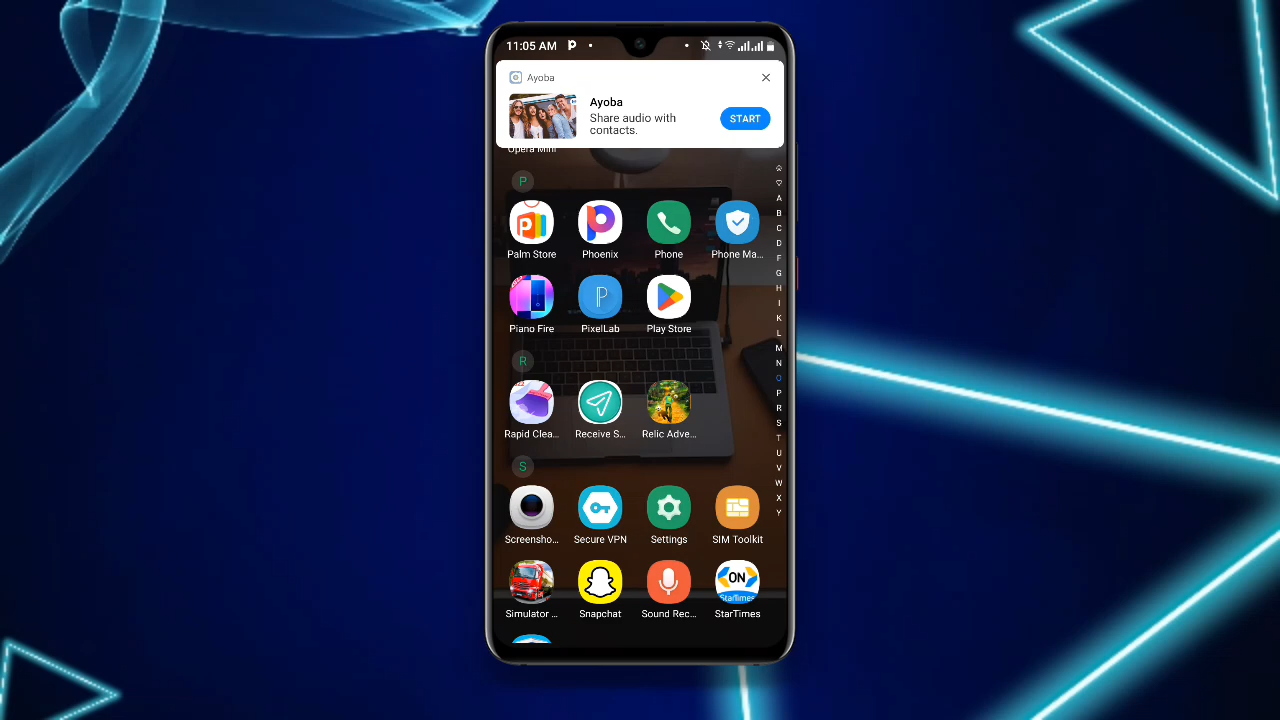 11:05 AM
Ayoba
Ayoba
Share audio with
contacts.
START
Opera Mini
P
Palm Store
Phoenix
Phone
Phone Ma...
Piano Fire
PixelLab
Play Store
R
Rapid Clea...
Receive S...
Relic Adve...
S
Screensho...
Secure VPN
Settings
SIM Toolkit
ON
StarTimes
Simulator ...
Snapchat
Sound Rec...
StarTimes
A
B
C
D
F
G
H
I
K
L
M
N
O
P
R
S
T
U
V
W
X
Y